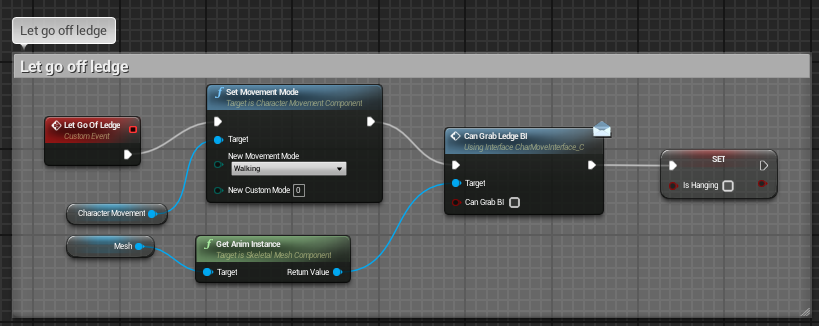 Let go off ledge
Let go off ledge
Set Movement Mode
Target is Character Movement Component
Let Go Of Ledge
Custom Event
Target
New Movement Mode
Walking
New Custom Mode 0
Can Grab Ledge BI
Using Interface CharMoveInterface_C
Target
Can Grab BI
SET
Is Hanging
Character Movement
Mesh
Get Anim Instance
Target is Skeletal Mesh Component
Target Return Value